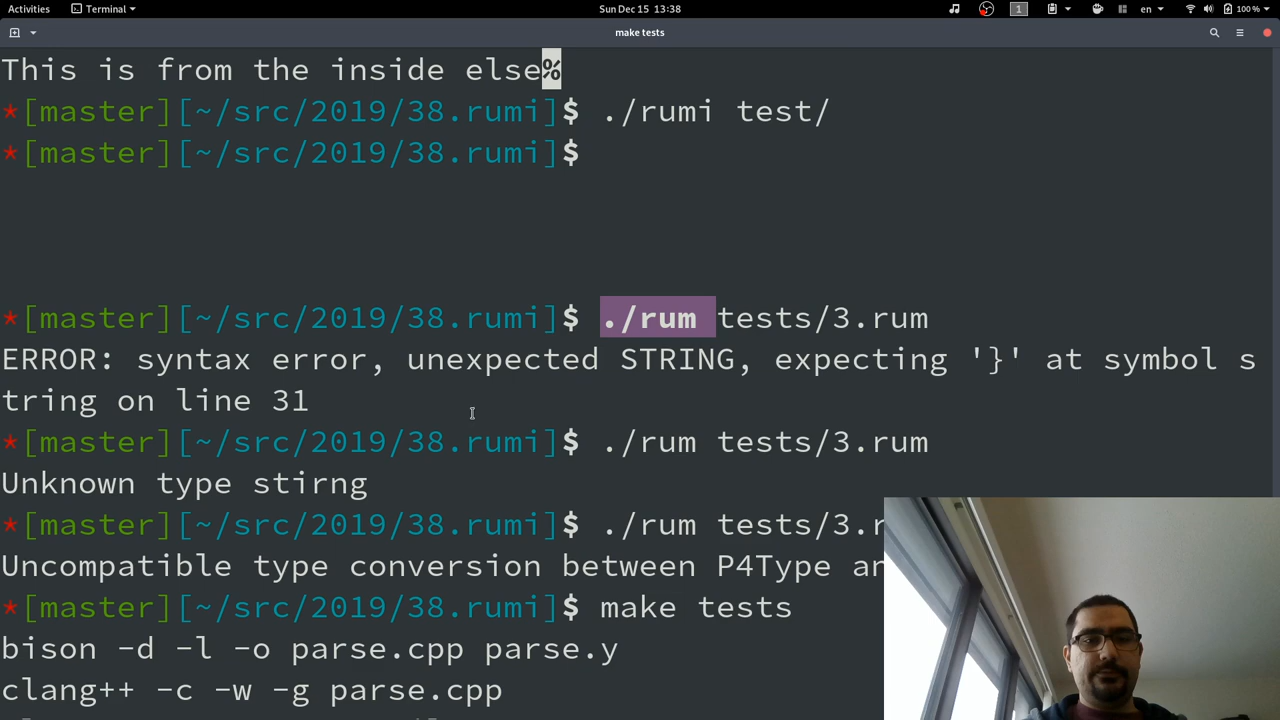 Activities Terminal Sun Dec 15 13:38 1 en 100 %
make tests
This is from the inside else%
*[master][~/src/2019/38.rumi]$ ./rumi test/
*[master][~/src/2019/38.rumi]$
*[master][~/src/2019/38.rumi]$ ./rum tests/3.rum
ERROR: syntax error, unexpected STRING, expecting '}' at symbol s
tring on line 31
*[master][~/src/2019/38.rumi]$ ./rum tests/3.rum
Unknown type stirng
*[master][~/src/2019/38.rumi]$ ./rum tests/3.r
Uncompatible type conversion between P4Type an
*[master][~/src/2019/38.rumi]$ make tests
bison -d -l -o parse.cpp parse.y
clang++ -c -w -g parse.cpp